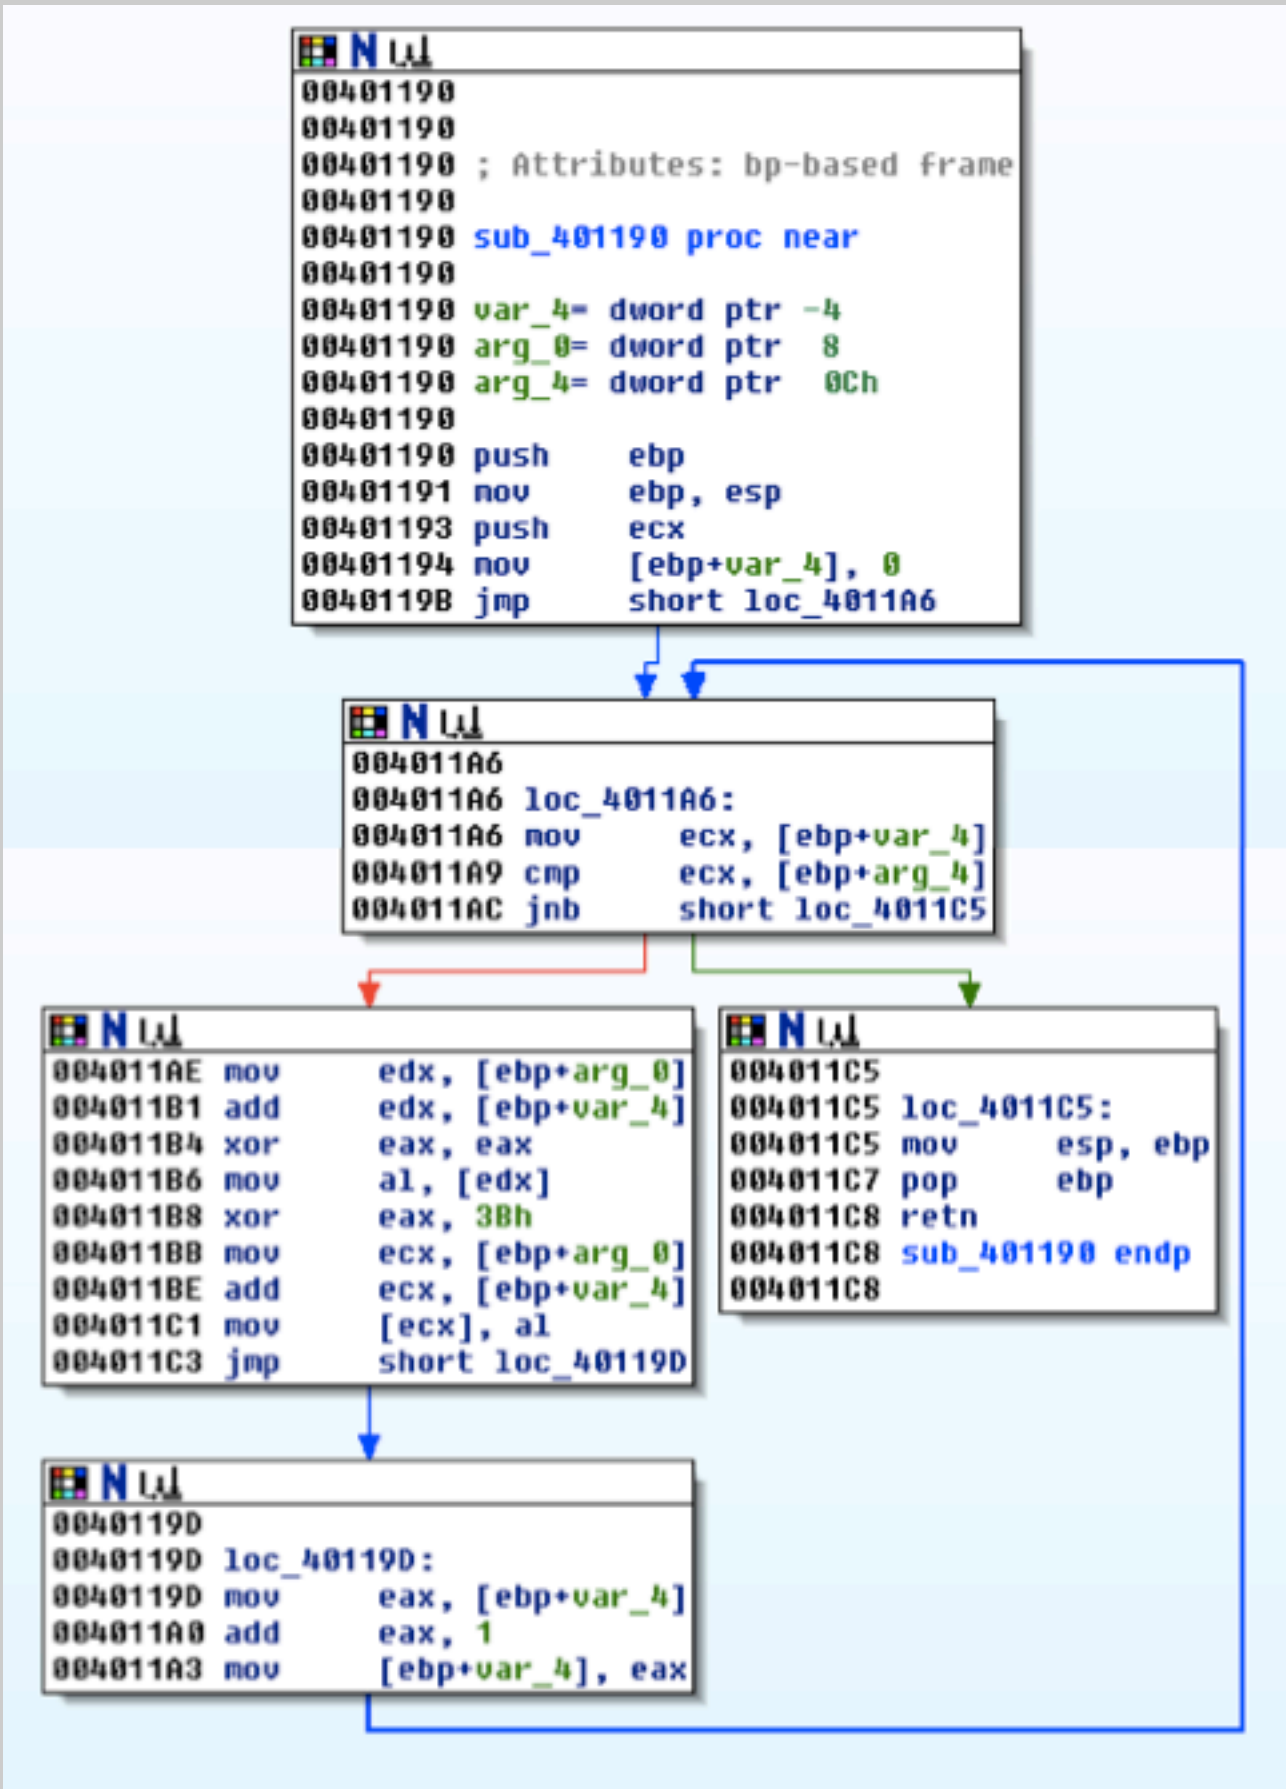 00401190
00401190
00401190 ; Attributes: bp-based frame
00401190
00401190 sub_401190 proc near
00401190
00401190 var_4= dword ptr -4
00401190 arg_0= dword ptr  8
00401190 arg_4= dword ptr  0Ch
00401190
00401190 push    ebp
00401191 mov     ebp, esp
00401193 push    ecx
00401194 mov     [ebp+var_4], 0
0040119B jmp     short loc_4011A6
004011A6
004011A6 loc_4011A6:
004011A6 mov     ecx, [ebp+var_4]
004011A9 cmp     ecx, [ebp+arg_4]
004011AC jnb     short loc_4011C5
004011AE mov     edx, [ebp+arg_0]
004011B1 add     edx, [ebp+var_4]
004011B4 xor     eax, eax
004011B6 mov     al, [edx]
004011B8 xor     eax, 3Bh
004011BB mov     ecx, [ebp+arg_0]
004011BE add     ecx, [ebp+var_4]
004011C1 mov     [ecx], al
004011C3 jmp     short loc_40119D
004011C5
004011C5 loc_4011C5:
004011C5 mov     esp, ebp
004011C7 pop     ebp
004011C8 retn
004011C8 sub_401190 endp
004011C8
0040119D
0040119D loc_40119D:
0040119D mov     eax, [ebp+var_4]
004011A0 add     eax, 1
004011A3 mov     [ebp+var_4], eax